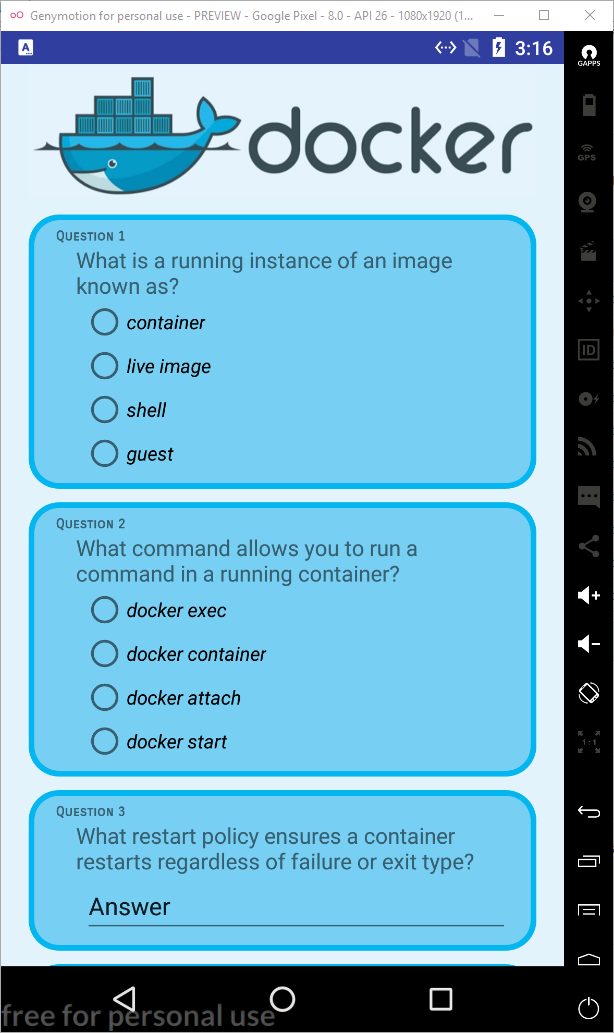 Genymotion for personal use - PREVIEW - Google Pixel - 8.0 - API 26 - 1080x1920 (1...
A
3:16
GAPPS
docker
GPS
QUESTION 1
What is a running instance of an image
known as?
container
live image
ID
shell
guest
QUESTION 2
What command allows you to run a
command in a running container?
docker exec
docker container
docker attach
docker start
1:1
QUESTION 3
What restart policy ensures a container
restarts regardless of failure or exit type?
Answer
free for personal use